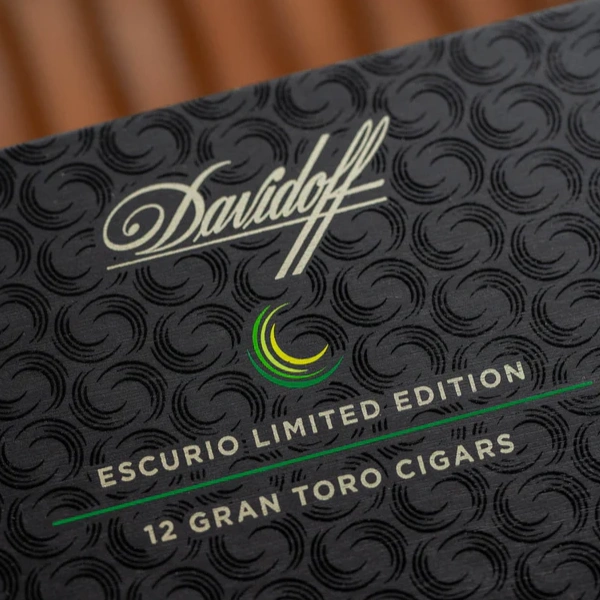 Davidoff
ESCURIO LIMITED EDITION
12 GRAN TORO CIGARS